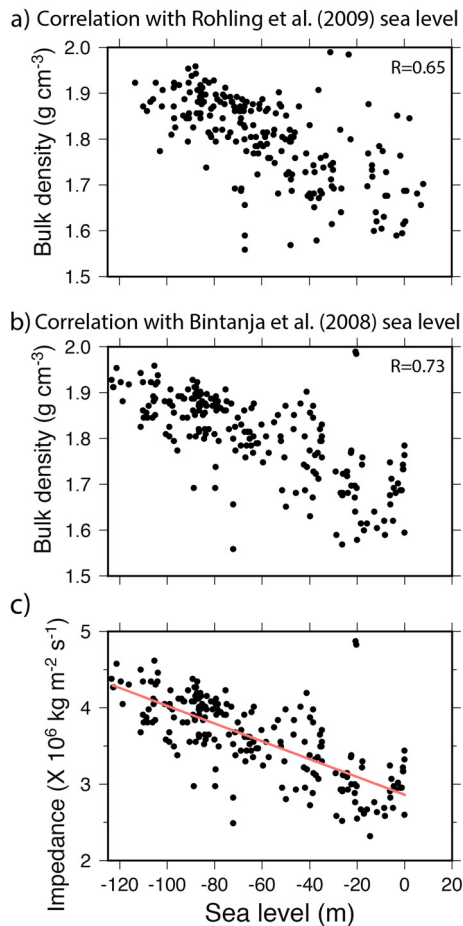 a) Correlation with Rohling et al. (2009) sea level
2.0
R=0.65
1.9
1.8
1.7
1.6
1.5
Bulk density (g cm-3)
b) Correlation with Bintanja et al. (2008) sea level
2.0
R=0.73
1.9
1.8
1.7
1.6
1.5
Bulk density (g cm-3)
c)
5
4
3
2
Impedance (X 10⁶ kg m-2 s-1)
-120 -100 -80 -60 -40 -20 0 20
Sea level (m)